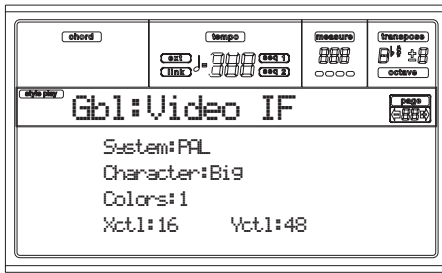 chord tempo measure transpose
ext link seq 1 seq 2
octave
style play Gbl:Video IF page
System:PAL
Character:Big
Colors:1
Xctl:16 Yctl:48